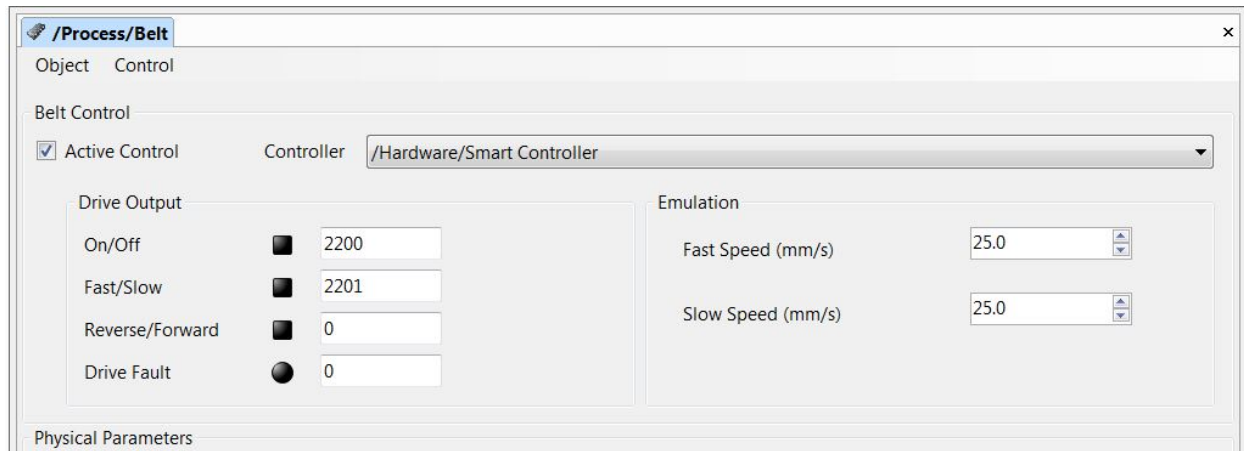 /Process/Belt
Object Control
Belt Control
Active Control Controller /Hardware/Smart Controller
Drive Output
On/Off 2200
Fast/Slow 2201
Reverse/Forward 0
Drive Fault 0
Emulation
Fast Speed (mm/s) 25.0
Slow Speed (mm/s) 25.0
Physical Parameters